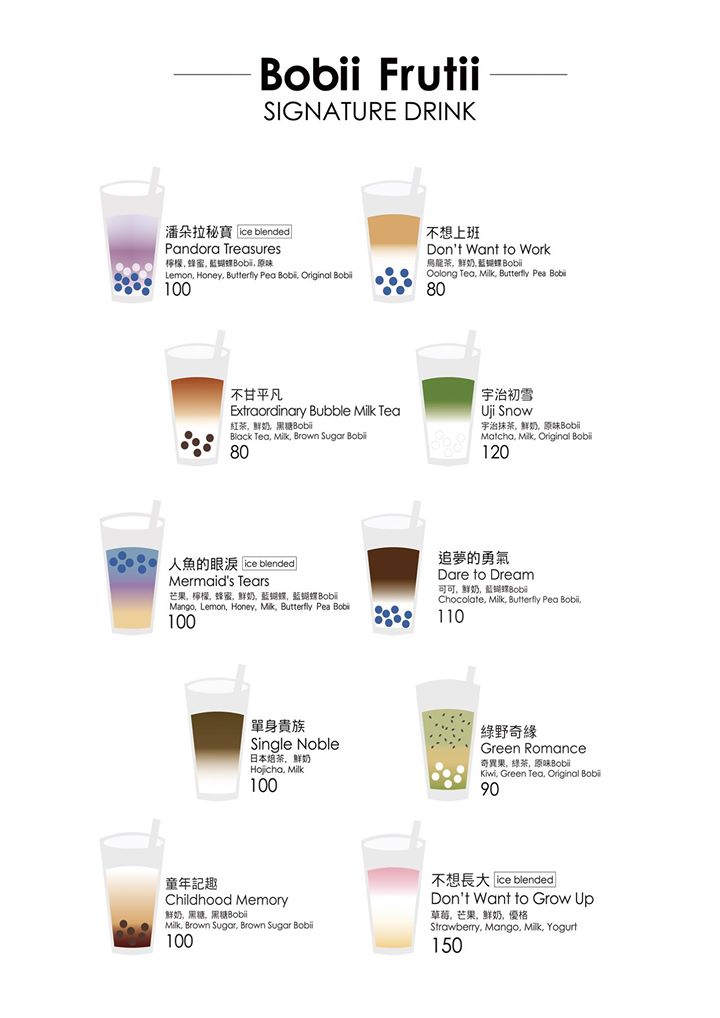 Bobii Frutii
SIGNATURE DRINK
潘朵拉秘寶 ice blended
Pandora Treasures
檸檬, 蜂蜜, 藍蝴蝶Bobii, 原味
Lemon, Honey, Butterfly Pea Bobii, Original Bobii
100
不想上班
Don't Want to Work
烏龍茶, 鮮奶, 藍蝴蝶Bobii
Oolong Tea, Milk, Butterfly Pea Bobii
80
不甘平凡
Extraordinary Bubble Milk Tea
紅茶, 鮮奶, 黑糖Bobii
Black Tea, Milk, Brown Sugar Bobii
80
宇治初雪
Uji Snow
宇治抹茶, 鮮奶, 原味Bobii
Matcha, Milk, Original Bobii
120
人魚的眼淚 ice blended
Mermaid's Tears
芒果, 檸檬, 蜂蜜, 鮮奶, 藍蝴蝶, 藍蝴蝶Bobii
Mango, Lemon, Honey, Milk, Butterfly Pea Bobii
100
追夢的勇氣
Dare to Dream
可可, 鮮奶, 藍蝴蝶Bobii
Chocolate, Milk, Butterfly Pea Bobii,
110
單身貴族
Single Noble
日本焙茶, 鮮奶
Hojicha, Milk
100
綠野奇緣
Green Romance
奇異果, 綠茶, 原味Bobii
Kiwi, Green Tea, Original Bobii
90
童年記趣
Childhood Memory
鮮奶, 黑糖, 黑糖Bobii
Milk, Brown Sugar, Brown Sugar Bobii
100
不想長大 ice blended
Don't Want to Grow Up
草莓, 芒果, 鮮奶, 優格
Strawberry, Mango, Milk, Yogurt
150